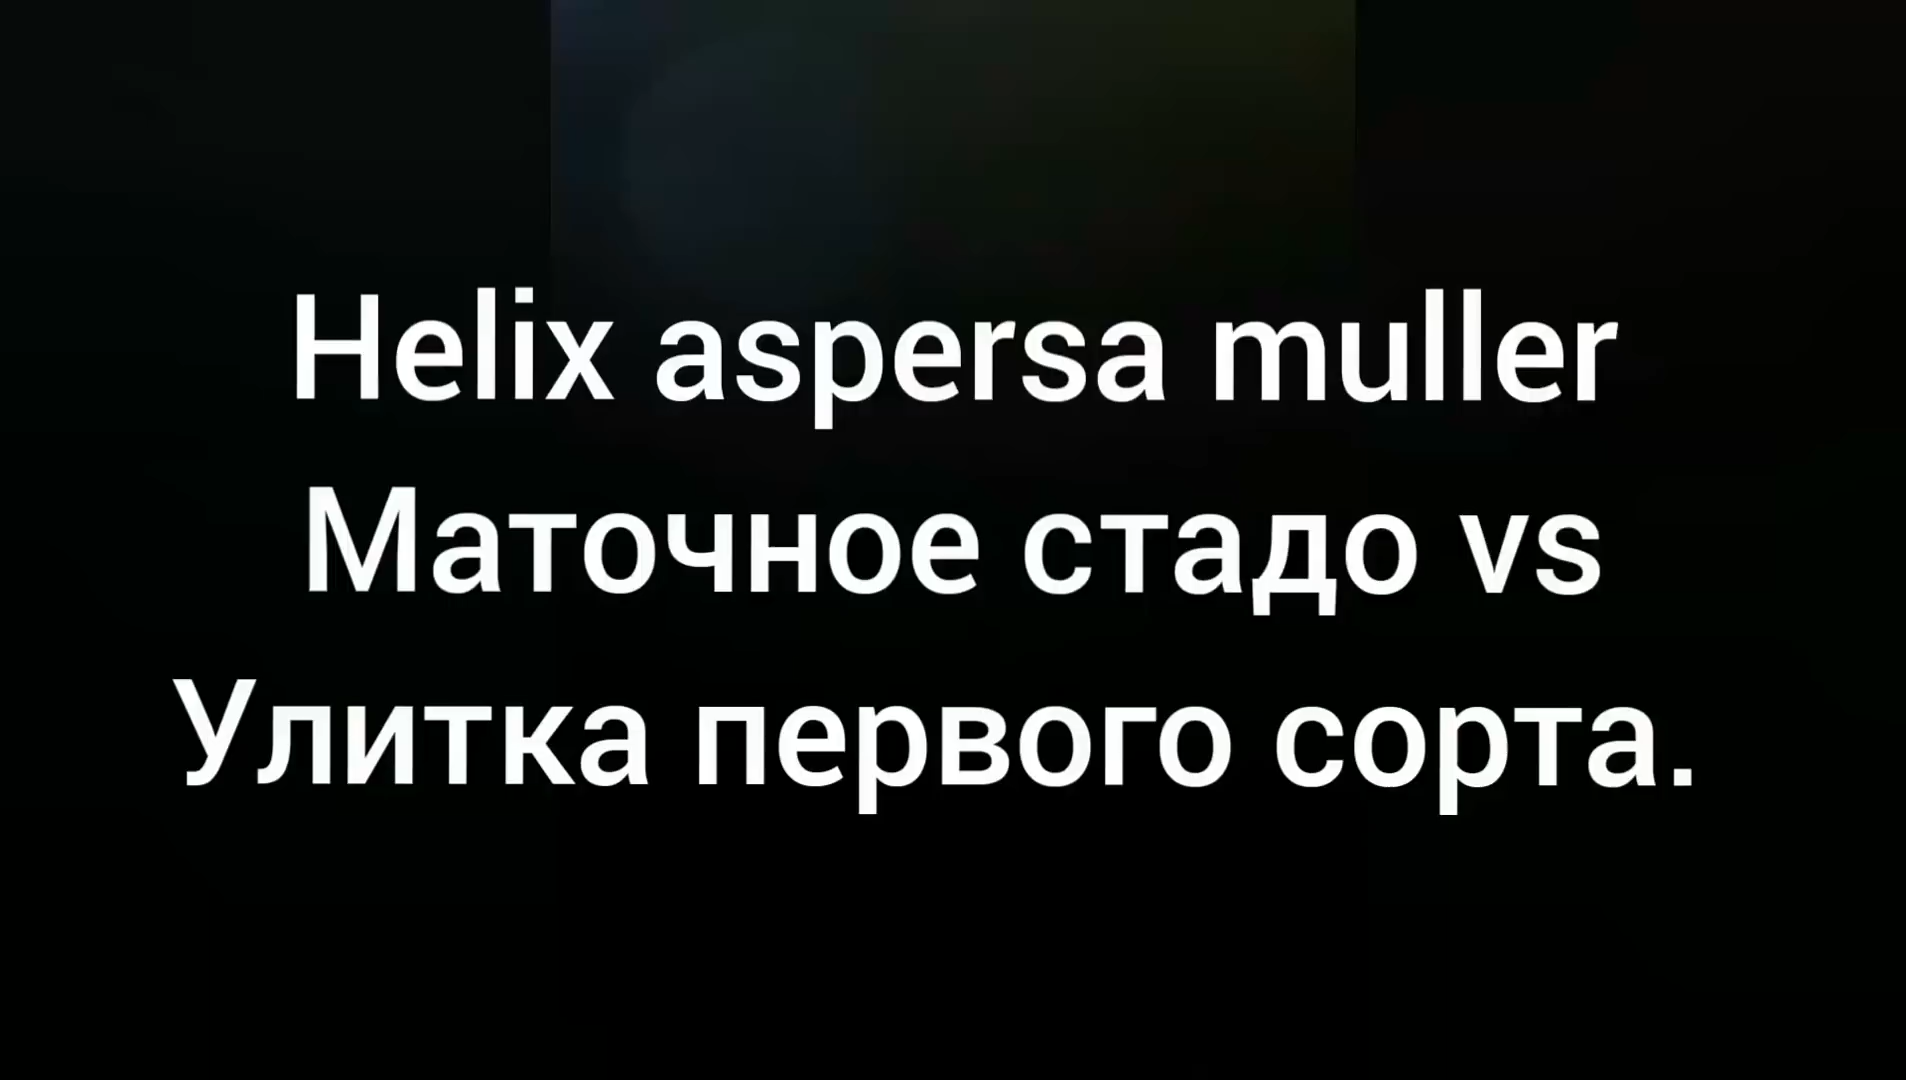 Helix aspersa muller
Маточное стадо vs
Улитка первого сорта.